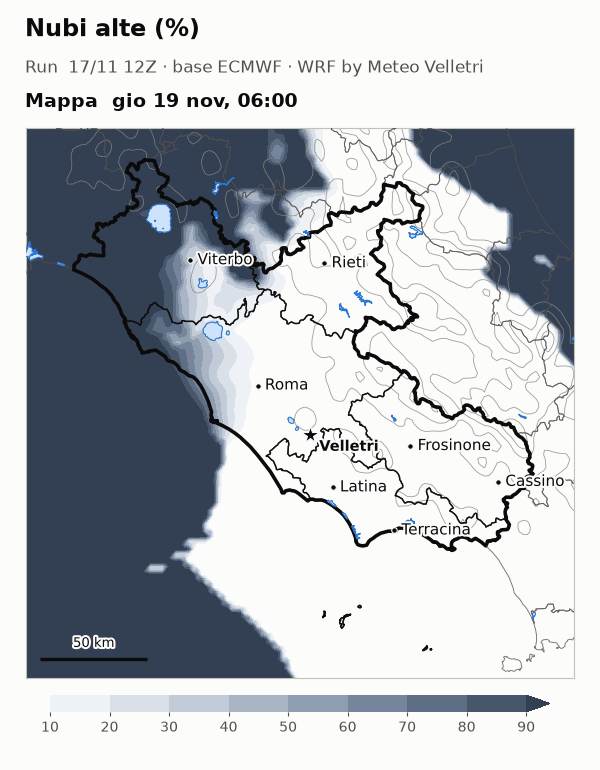 Nubi alte (%)
Run 17/11 12Z · base ECMWF · WRF by Meteo Velletri
Mappa gio 19 nov, 06:00
Viterbo
Rieti
Roma
Velletri
Frosinone
Latina
Cassino
Terracina
50 km
10 20 30 40 50 60 70 80 90